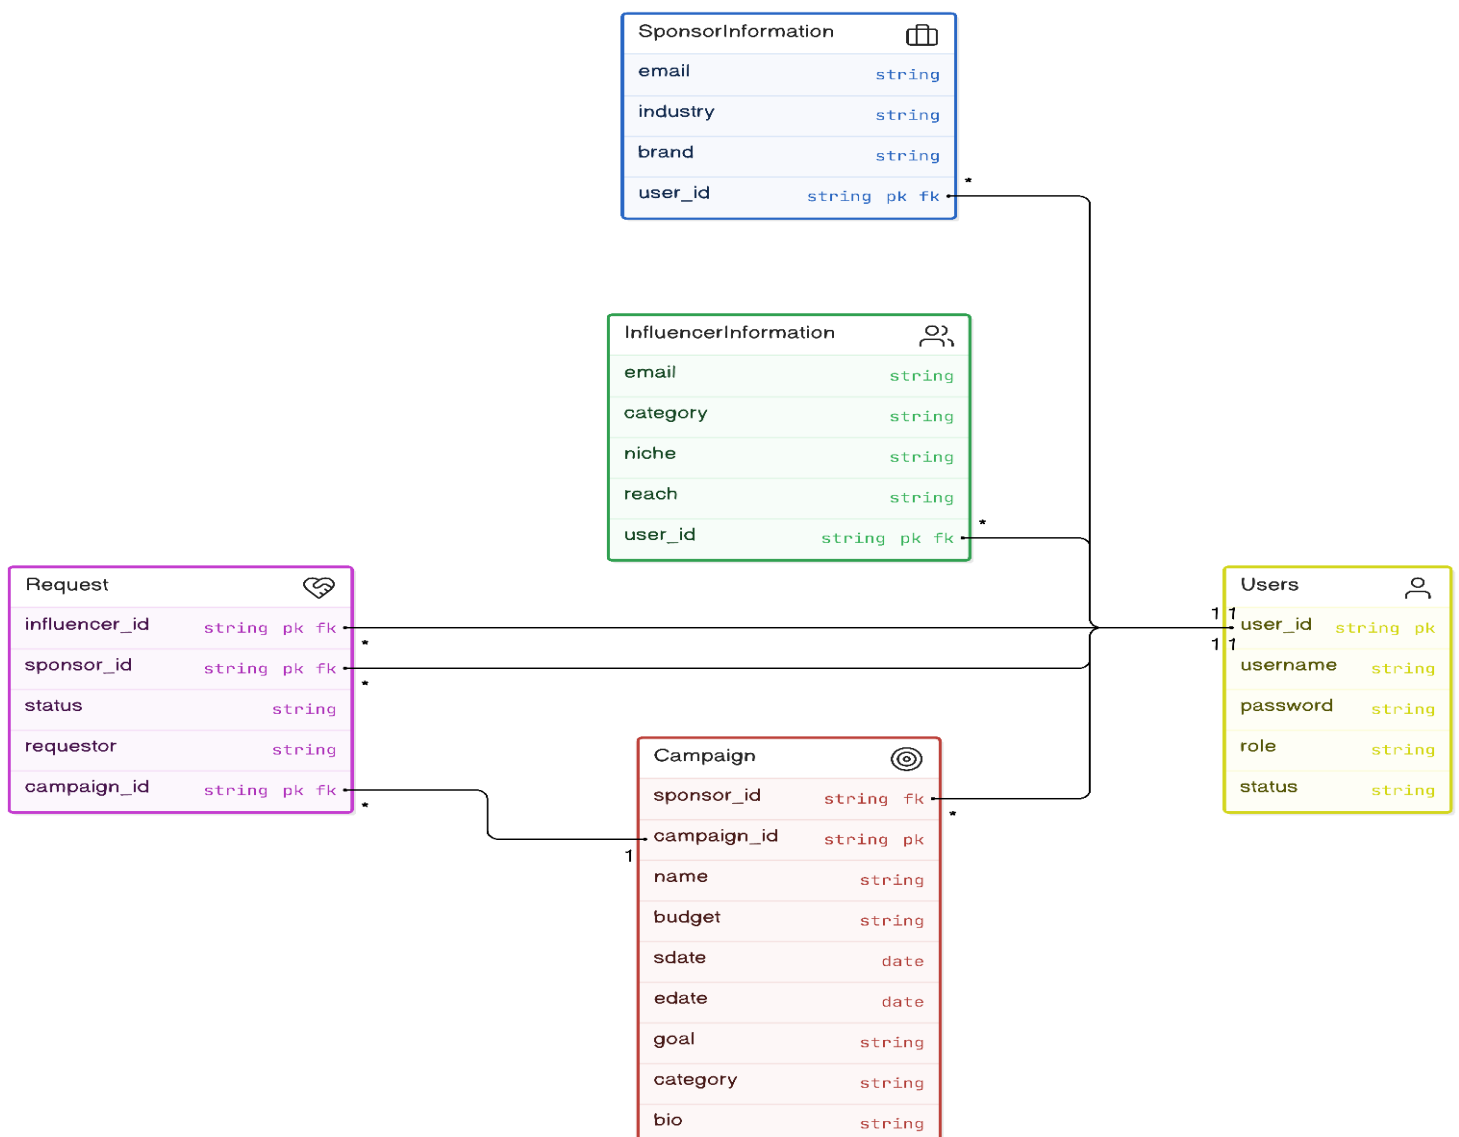 SponsorInformation
email string
industry string
brand string
user_id string pk fk
*
InfluencerInformation
email string
category string
niche string
reach string
user_id string pk fk
*
Request
influencer_id string pk fk
*
sponsor_id string pk fk
*
status string
requestor string
campaign_id string pk fk
*
Users
1 1
user_id string pk
1 1
username string
password string
role string
status string
Campaign
sponsor_id string fk
*
campaign_id string pk
1
name string
budget string
sdate date
edate date
goal string
category string
bio string